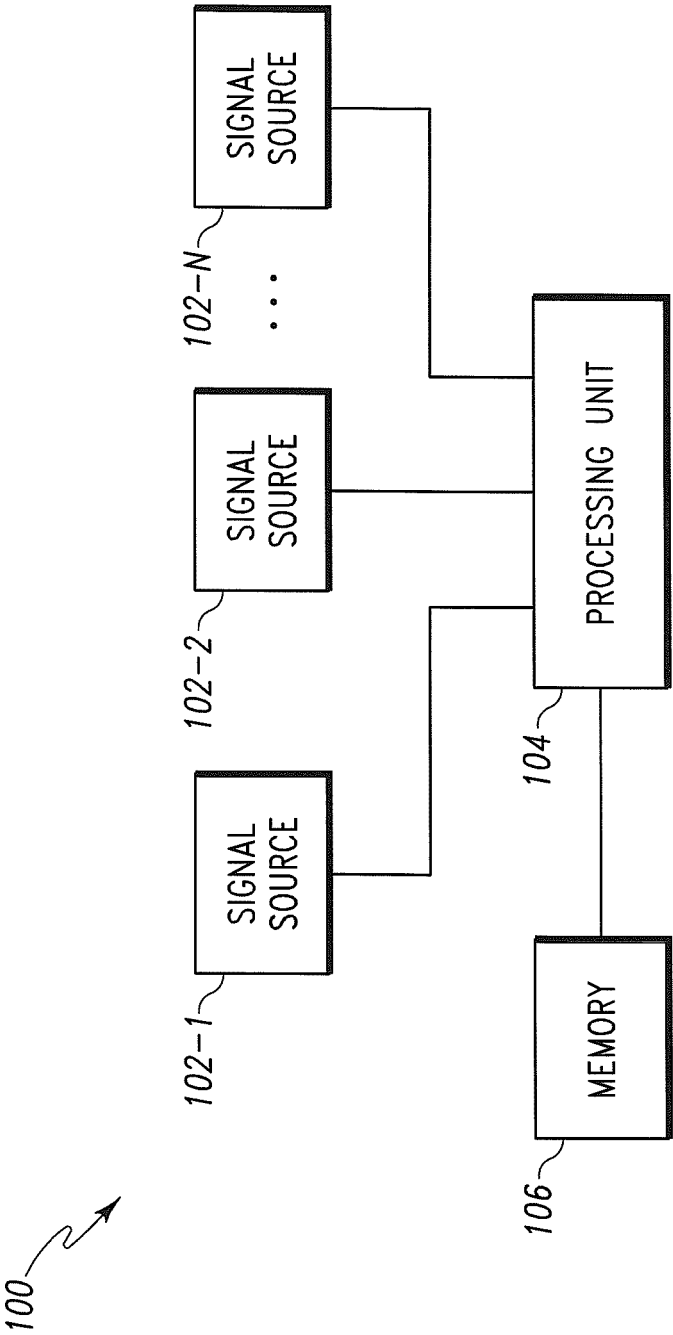 100
102-1
SIGNAL
SOURCE
102-2
SIGNAL
SOURCE
102-N
SIGNAL
SOURCE
...
106
MEMORY
104
PROCESSING UNIT